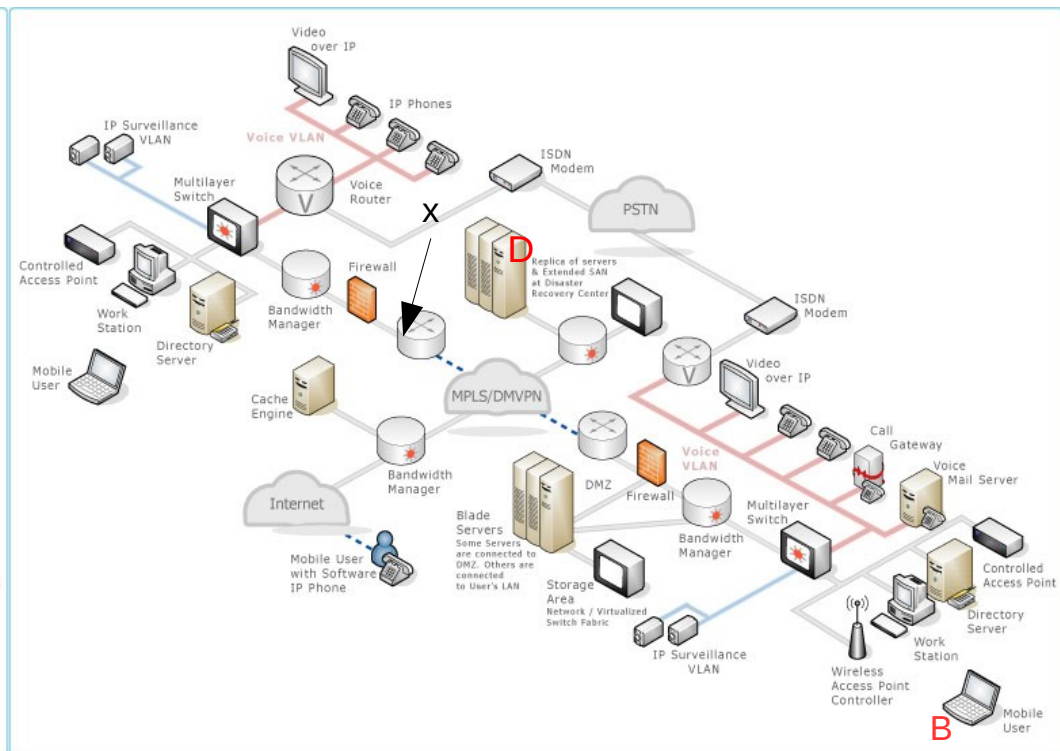 Video
over IP
IP Phones
IP Surveillance
VLAN
Voice VLAN
ISDN
Modem
Multilayer
Switch
Voice
Router
V
X
PSTN
D
Replica of servers
& Extended SAN
at Disaster
Recovery Center
Controlled
Access Point
Firewall
Work
Station
Bandwidth
Manager
ISDN
Modem
Directory
Server
Mobile
User
V
Video
over IP
Cache
Engine
MPLS/DMVPN
Call
Gateway
Voice
VLAN
Voice
Mail Server
Bandwidth
Manager
DMZ
Firewall
Internet
Multilayer
Switch
Blade
Servers
Some Servers
are connected to
DMZ. Others are
connected
to User's LAN
Bandwidth
Manager
Mobile User
with Software
IP Phone
Controlled
Access Point
Storage
Area
Network / Virtualized
Switch Fabric
Directory
Server
Work
Station
IP Surveillance
VLAN
Wireless
Access Point
Controller
B
Mobile
User